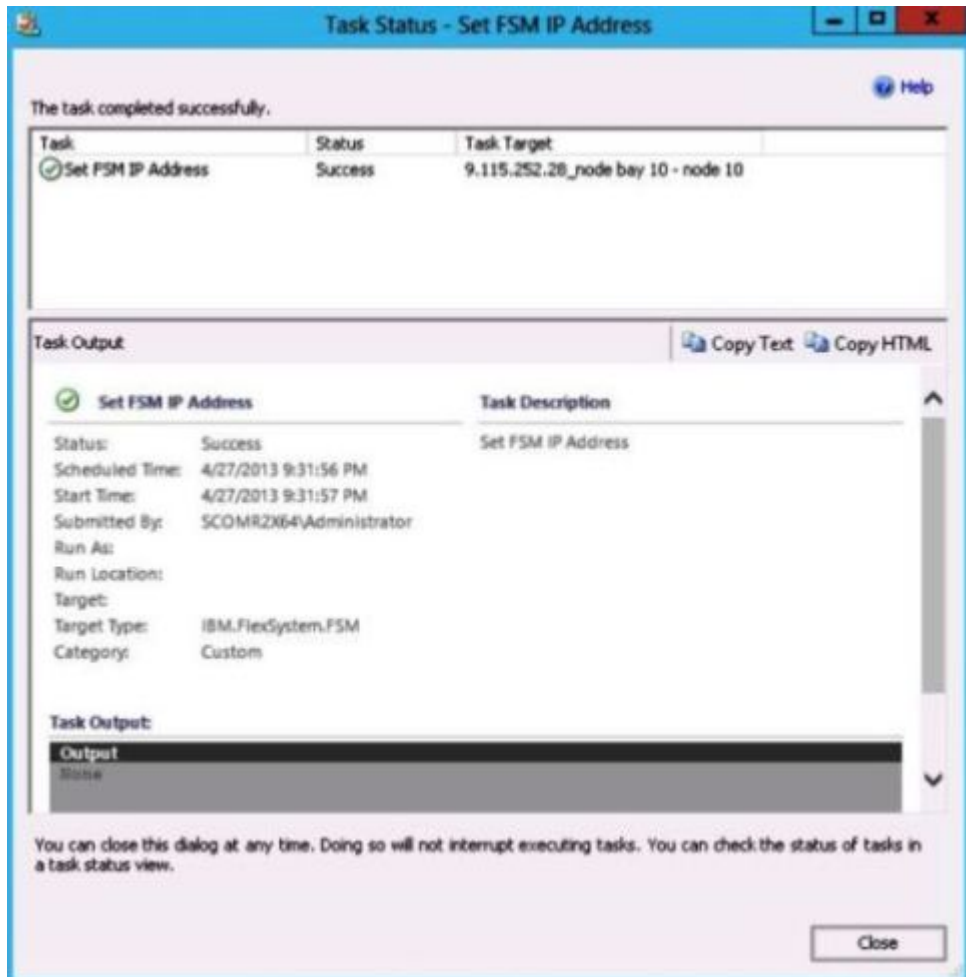 Task Status - Set FSM IP Address
Help
The task completed successfully.
Task Status Task Target
Set FSM IP Address Success 9.115.252.28_node bay 10 - node 10
Task Output Copy Text Copy HTML
Set FSM IP Address Task Description
Status: Success Set FSM IP Address
Scheduled Time: 4/27/2013 9:31:56 PM
Start Time: 4/27/2013 9:31:57 PM
Submitted By: SCOMR2X64\Administrator
Run As:
Run Location:
Target:
Target Type: IBM.FlexSystem.FSM
Category: Custom
Task Output:
Output
None
You can close this dialog at any time. Doing so will not interrupt executing tasks. You can check the status of tasks in
a task status view.
Close